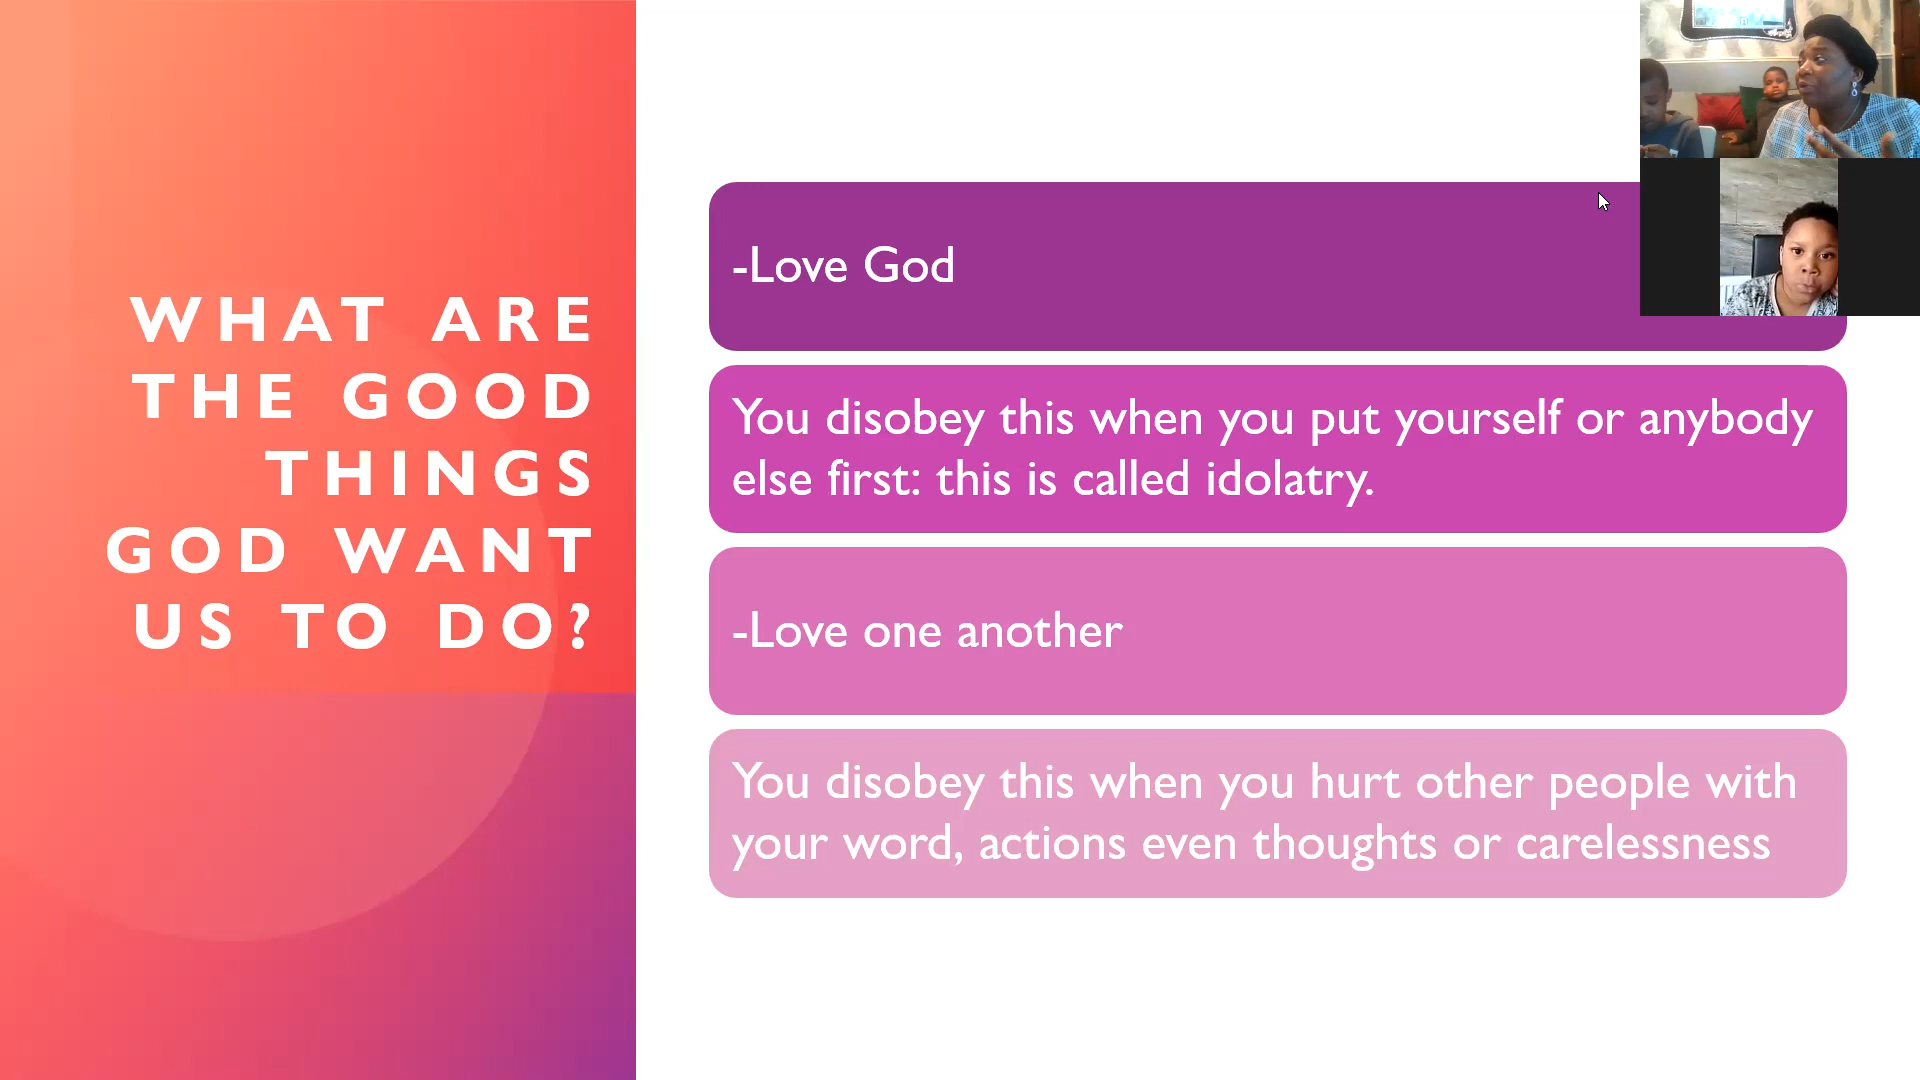 WHAT ARE
THE GOOD
THINGS
GOD WANT
US TO DO?
-Love God
You disobey this when you put yourself or anybody
else first: this is called idolatry.
-Love one another
You disobey this when you hurt other people with
your word, actions even thoughts or carelessness